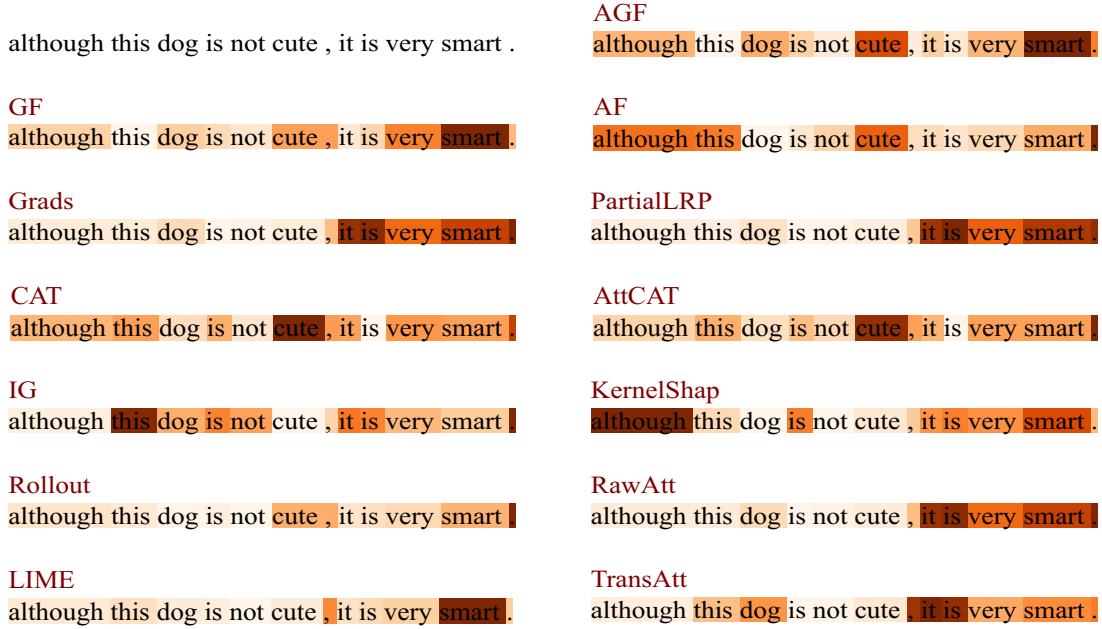 although this dog is not cute , it is very smart .
AGF
although this dog is not cute , it is very smart .
GF
although this dog is not cute , it is very smart .
AF
although this dog is not cute , it is very smart .
Grads
although this dog is not cute , it is very smart .
PartialLRP
although this dog is not cute , it is very smart .
CAT
although this dog is not cute , it is very smart .
AttCAT
although this dog is not cute , it is very smart .
IG
although this dog is not cute , it is very smart .
KernelShap
although this dog is not cute , it is very smart .
Rollout
although this dog is not cute , it is very smart .
RawAtt
although this dog is not cute , it is very smart .
LIME
although this dog is not cute , it is very smart .
TransAtt
although this dog is not cute , it is very smart .